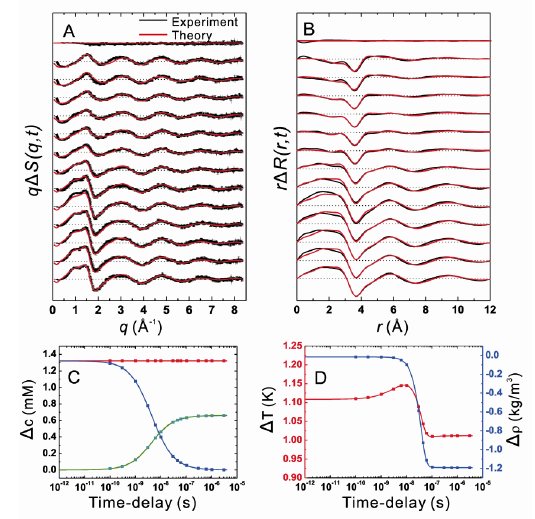 A
Experiment
Theory
qΔS(q,t)
0 1 2 3 4 5 6 7 8
q (Å⁻¹)
B
rΔR(r,t)
0 2 4 6 8 10 12
r (Å)
C
Δc (mM)
1.4
1.2
1.0
0.8
0.6
0.4
0.2
0.0
10⁻¹² 10⁻¹¹ 10⁻¹⁰ 10⁻⁹ 10⁻⁸ 10⁻⁷ 10⁻⁶ 10⁻⁵
Time-delay (s)
D
ΔT (K)
1.25
1.20
1.15
1.10
1.05
1.00
0.95
0.90
10⁻¹² 10⁻¹¹ 10⁻¹⁰ 10⁻⁹ 10⁻⁸ 10⁻⁷ 10⁻⁶ 10⁻⁵
Time-delay (s)
0.0
-0.2
-0.4
-0.6
-0.8
-1.0
-1.2
Δρ (kg/m³)